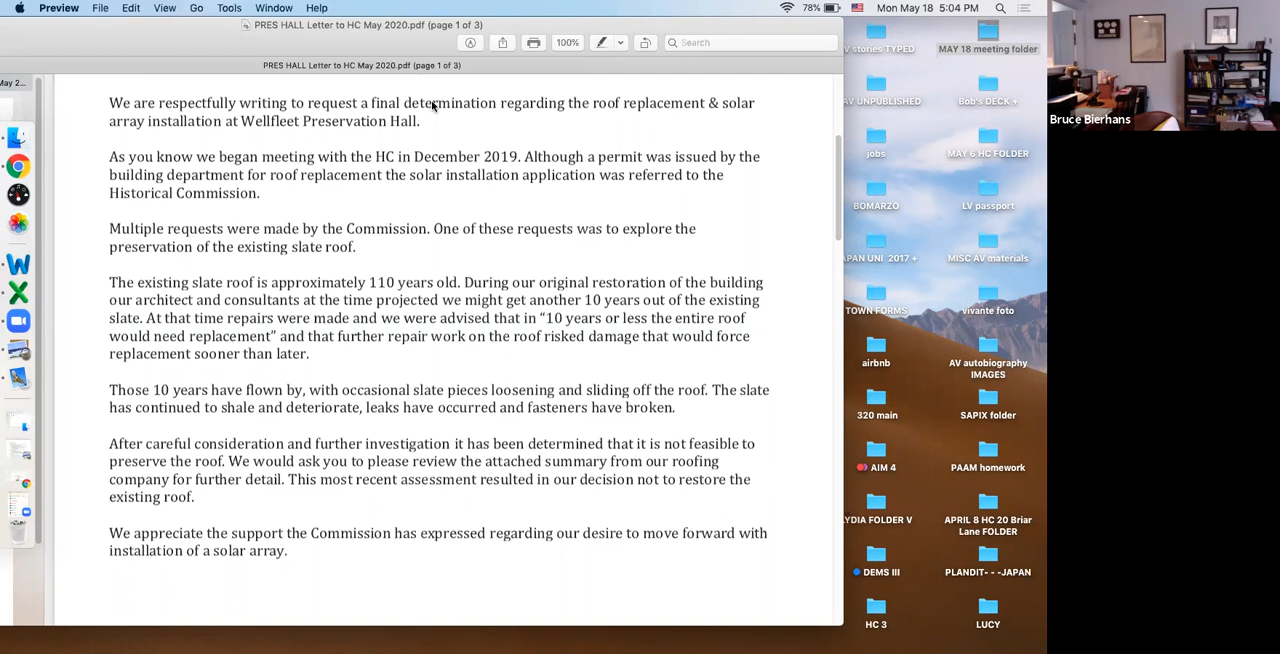 Preview File Edit View Go Tools Window Help
78% Mon May 18 5:04 PM
PRES HALL Letter to HC May 2020.pdf (page 1 of 3)
100% Search
PRES HALL Letter to HC May 2020.pdf (page 1 of 3)
May 2...
We are respectfully writing to request a final determination regarding the roof replacement & solar
array installation at Wellfleet Preservation Hall.
As you know we began meeting with the HC in December 2019. Although a permit was issued by the
building department for roof replacement the solar installation application was referred to the
Historical Commission.
Multiple requests were made by the Commission. One of these requests was to explore the
preservation of the existing slate roof.
The existing slate roof is approximately 110 years old. During our original restoration of the building
our architect and consultants at the time projected we might get another 10 years out of the existing
slate. At that time repairs were made and we were advised that in “10 years or less the entire roof
would need replacement” and that further repair work on the roof risked damage that would force
replacement sooner than later.
Those 10 years have flown by, with occasional slate pieces loosening and sliding off the roof. The slate
has continued to shale and deteriorate, leaks have occurred and fasteners have broken.
After careful consideration and further investigation it has been determined that it is not feasible to
preserve the roof. We would ask you to please review the attached summary from our roofing
company for further detail. This most recent assessment resulted in our decision not to restore the
existing roof.
We appreciate the support the Commission has expressed regarding our desire to move forward with
installation of a solar array.
V stories TYPED
MAY 18 meeting folder
AV UNPUBLISHED
Bob's DECK +
jobs
MAY 6 HC FOLDER
BOMARZO
LV passport
APAN UNI 2017 +
MISC AV materials
TOWN FORMS
vivante foto
airbnb
AV autobiography
IMAGES
320 main
SAPIX folder
AIM 4
PAAM homework
LYDIA FOLDER V
APRIL 8 HC 20 Briar
Lane FOLDER
DEMS III
PLANDIT- - -JAPAN
HC 3
LUCY
Bruce Bierhans